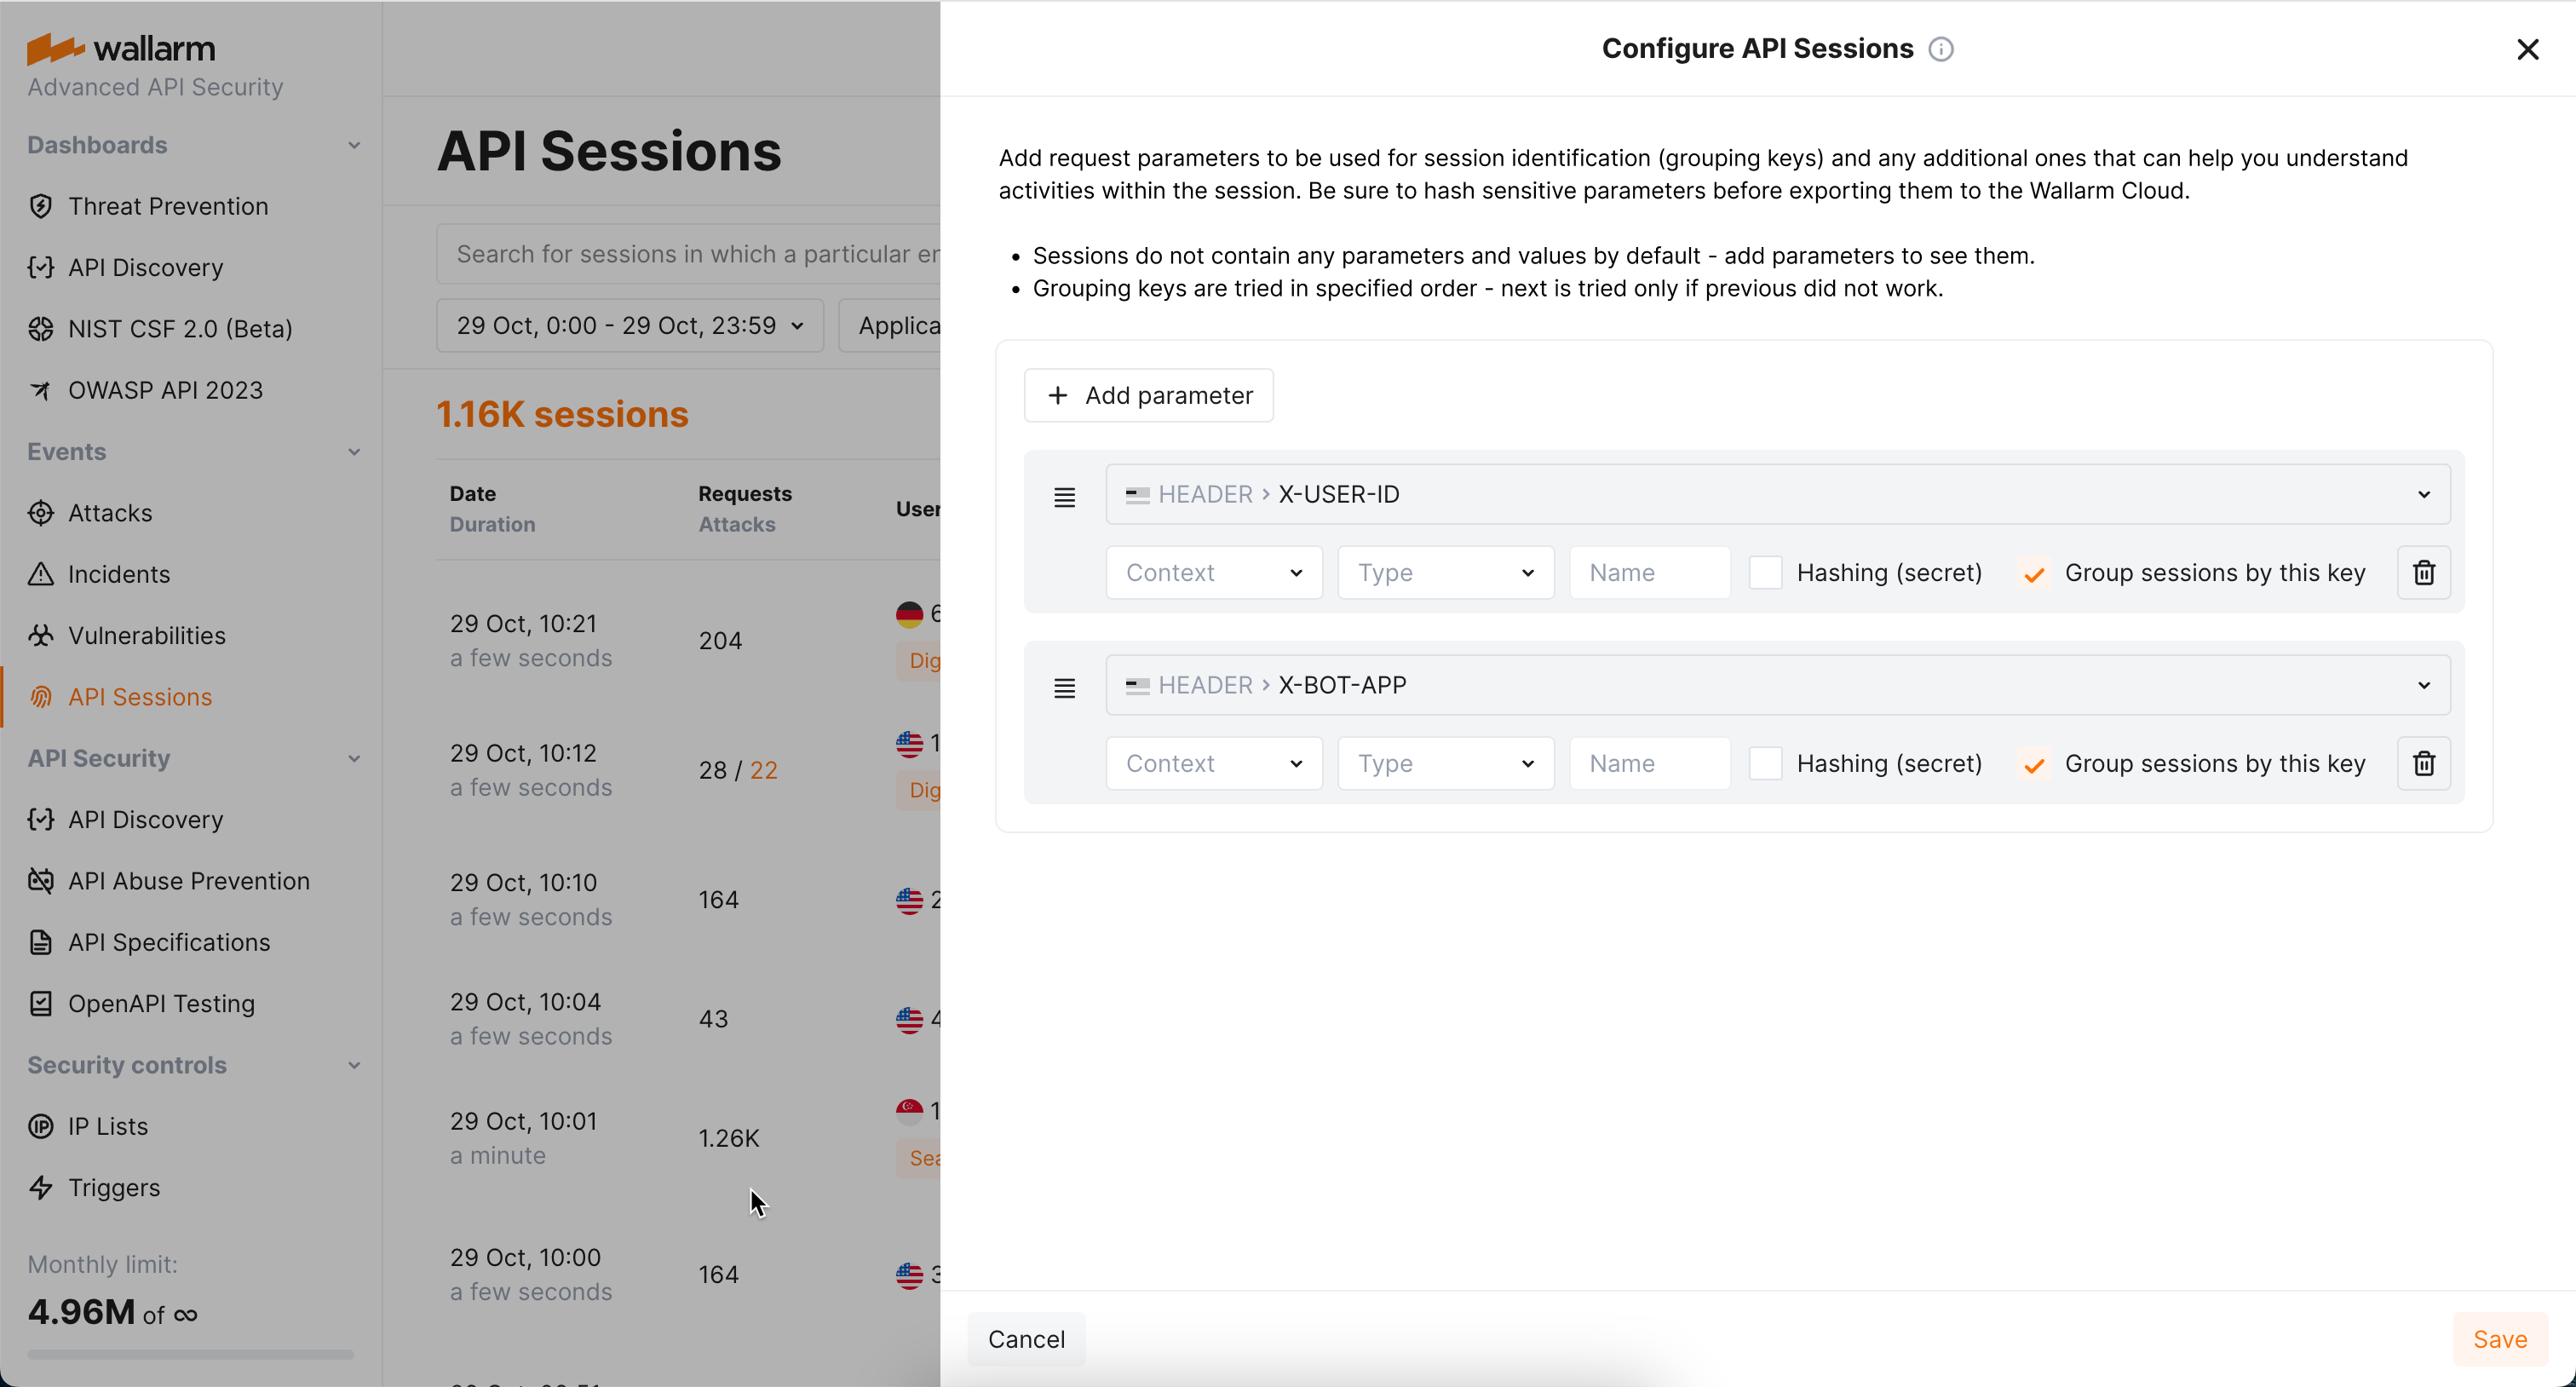 wallarm
Advanced API Security
Dashboards
Threat Prevention
API Discovery
NIST CSF 2.0 (Beta)
OWASP API 2023
Events
Attacks
Incidents
Vulnerabilities
API Sessions
API Security
API Discovery
API Abuse Prevention
API Specifications
OpenAPI Testing
Security controls
IP Lists
Triggers
Monthly limit:
4.96M of ∞
API Sessions
Search for sessions in which a particular
29 Oct, 0:00 - 29 Oct, 23:59
1.16K sessions
Date Requests
User
Duration Attacks
29 Oct, 10:21
a few seconds
204
29 Oct, 10:12
a few seconds
28 / 22
29 Oct, 10:10
a few seconds
164
29 Oct, 10:04
a few seconds
43
29 Oct, 10:01
a minute
1.26K
29 Oct, 10:00
a few seconds
164
Configure API Sessions
Add request parameters to be used for session identification (grouping keys) and any additional ones that can help you understand
activities within the session. Be sure to hash sensitive parameters before exporting them to the Wallarm Cloud.
• Sessions do not contain any parameters and values by default - add parameters to see them.
• Grouping keys are tried in specified order - next is tried only if previous did not work.
+ Add parameter
HEADER > X-USER-ID
Context Type Name Hashing (secret) Group sessions by this key
HEADER > X-BOT-APP
Context Type Name Hashing (secret) Group sessions by this key
Cancel Save